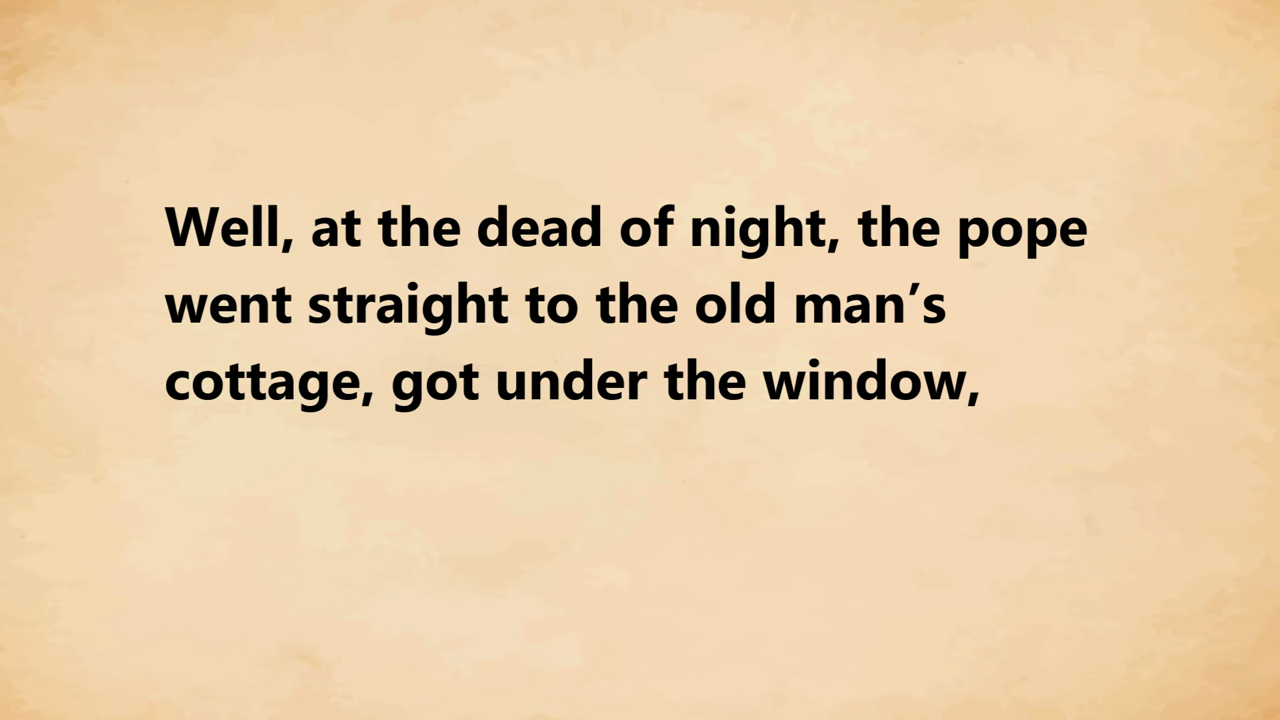 Well, at the dead of night, the pope
went straight to the old man’s
cottage, got under the window,